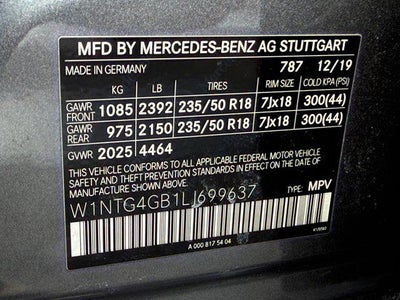 MFD BY MERCEDES-BENZ AG STUTTGART
MADE IN GERMANY 787 12/19
KG LB TIRES RIM SIZE COLD KPA (PSI)
GAWR FRONT 1085 2392 235/50 R18 7Jx18 300(44)
GAWR REAR 975 2150 235/50 R18 7Jx18 300(44)
GVWR 2025 4464
THIS VEHICLE CONFORMS TO ALL APPLICABLE FEDERAL MOTOR VEHICLE
SAFETY, BUMPER, AND THEFT PREVENTION STANDARDS IN EFFECT
ON THE DATE OF MANUFACTURE SHOWN ABOVE.
W1NTG4GB1LJ699637 TYPE: MPV
A 000 817 54 04